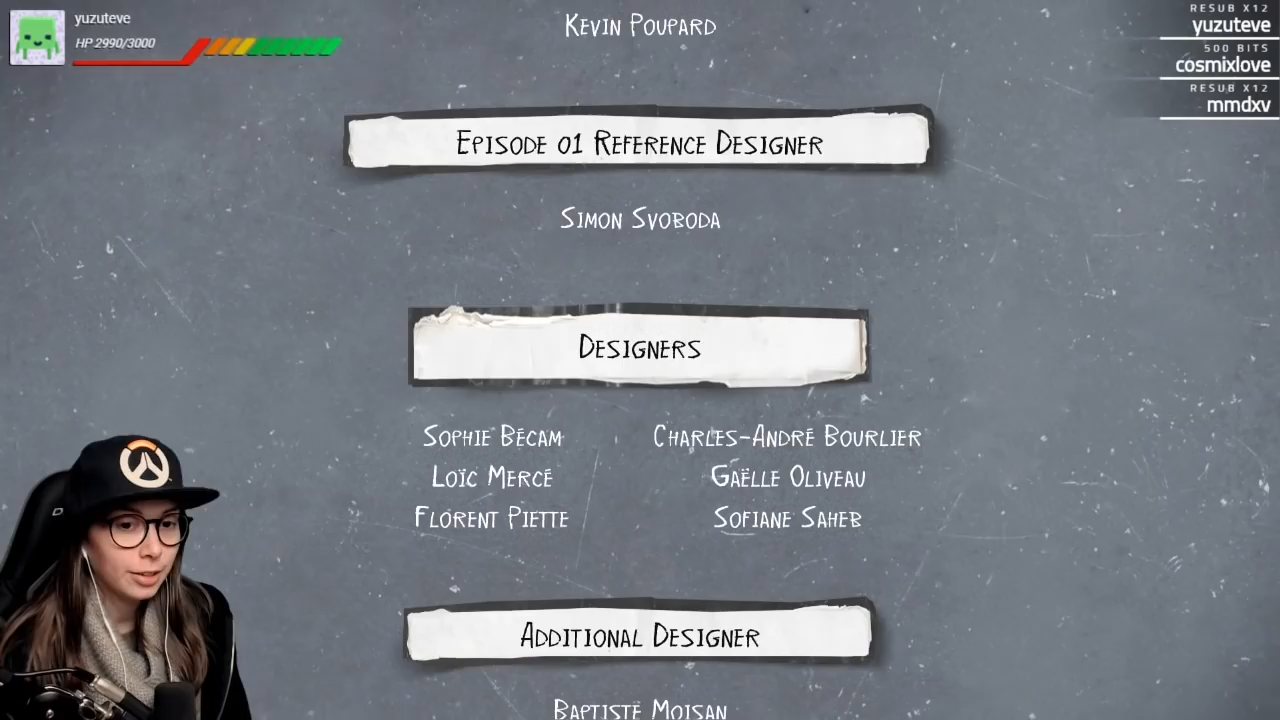 yuzuteve
HP 2990/3000
RESUB X12
yuzuteve
500 BITS
cosmixlove
RESUB X12
mmdxv
Kevin Poupard
Episode 01 Reference Designer
Simon Svoboda
Designers
Sophie Bécam Charles-André Bourlier
Loïc Mercé Gaëlle Oliveau
Florent Piette Sofiane Saheb
Additional Designer
Baptiste Moisan